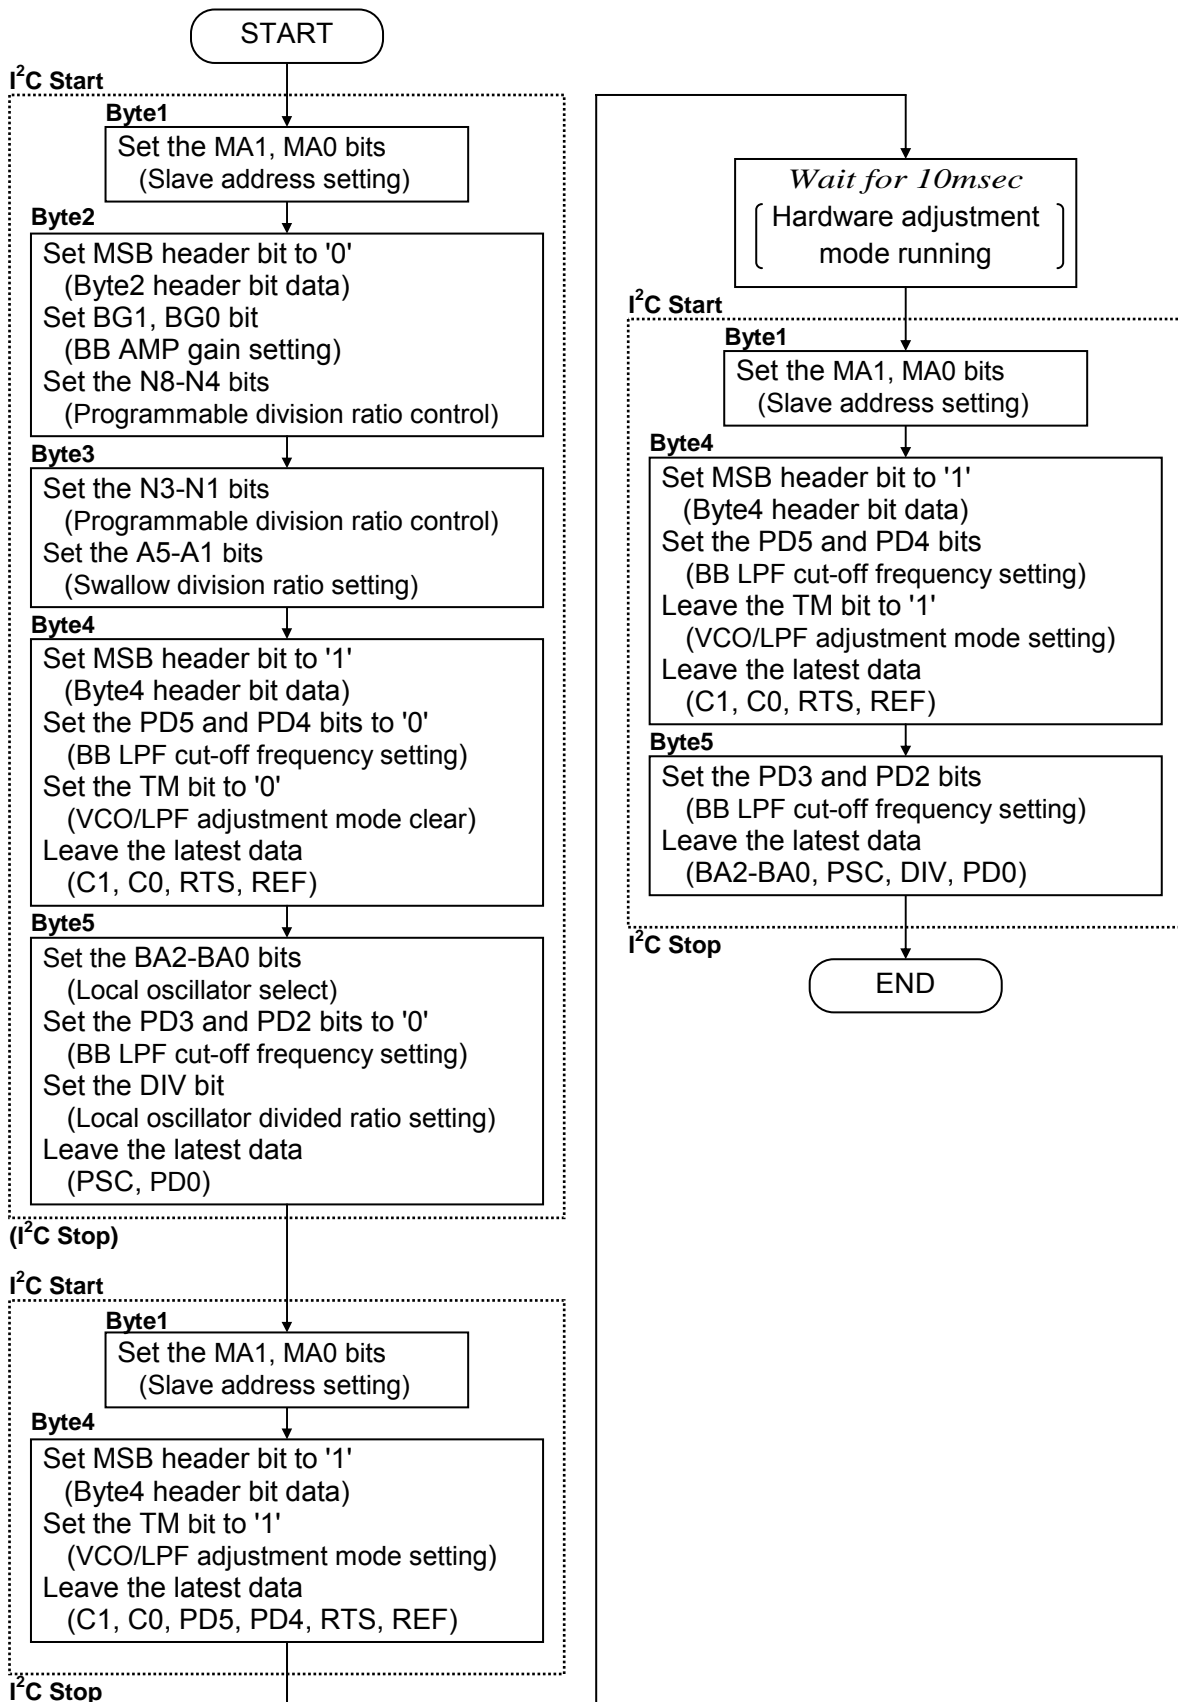 START
I²C Start
Byte1
Set the MA1, MA0 bits
(Slave address setting)
Byte2
Set MSB header bit to '0'
(Byte2 header bit data)
Set BG1, BG0 bit
(BB AMP gain setting)
Set the N8-N4 bits
(Programmable division ratio control)
Byte3
Set the N3-N1 bits
(Programmable division ratio control)
Set the A5-A1 bits
(Swallow division ratio setting)
Byte4
Set MSB header bit to '1'
(Byte4 header bit data)
Set the PD5 and PD4 bits to '0'
(BB LPF cut-off frequency setting)
Set the TM bit to '0'
(VCO/LPF adjustment mode clear)
Leave the latest data
(C1, C0, RTS, REF)
Byte5
Set the BA2-BA0 bits
(Local oscillator select)
Set the PD3 and PD2 bits to '0'
(BB LPF cut-off frequency setting)
Set the DIV bit
(Local oscillator divided ratio setting)
Leave the latest data
(PSC, PD0)
(I²C Stop)
I²C Start
Byte1
Set the MA1, MA0 bits
(Slave address setting)
Byte4
Set MSB header bit to '1'
(Byte4 header bit data)
Set the TM bit to '1'
(VCO/LPF adjustment mode setting)
Leave the latest data
(C1, C0, PD5, PD4, RTS, REF)
I²C Stop
Wait for 10msec
Hardware adjustment
mode running
I²C Start
Byte1
Set the MA1, MA0 bits
(Slave address setting)
Byte4
Set MSB header bit to '1'
(Byte4 header bit data)
Set the PD5 and PD4 bits
(BB LPF cut-off frequency setting)
Leave the TM bit to '1'
(VCO/LPF adjustment mode setting)
Leave the latest data
(C1, C0, RTS, REF)
Byte5
Set the PD3 and PD2 bits
(BB LPF cut-off frequency setting)
Leave the latest data
(BA2-BA0, PSC, DIV, PD0)
I²C Stop
END